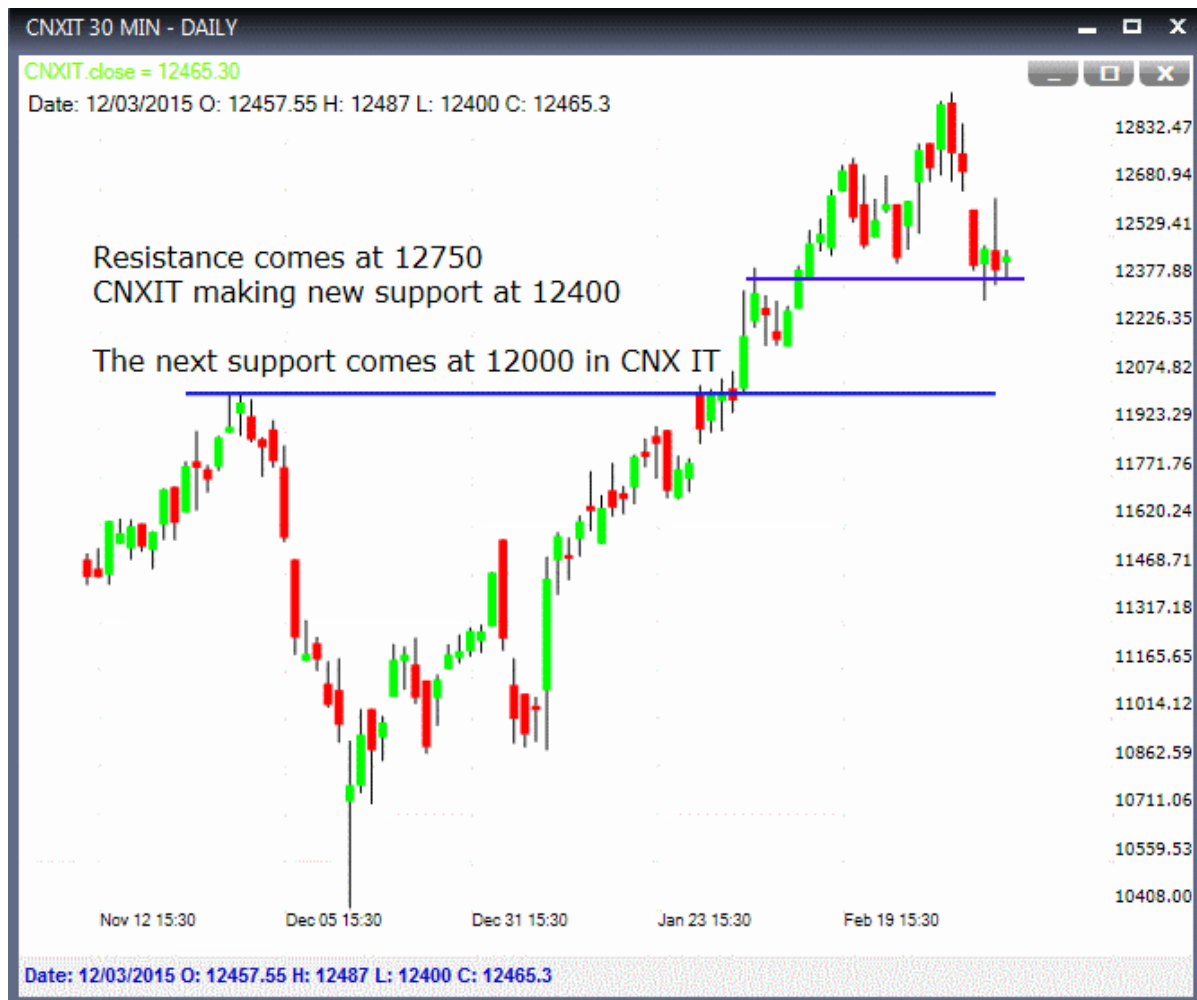 CNXIT 30 MIN - DAILY
CNXIT.close = 12465.30
Date: 12/03/2015 O: 12457.55 H: 12487 L: 12400 C: 12465.3
12832.47
12680.94
12529.41
Resistance comes at 12750
12377.88
CNXIT making new support at 12400
12226.35
The next support comes at 12000 in CNX IT
12074.82
11923.29
11771.76
11620.24
11468.71
11317.18
11165.65
11014.12
10862.59
10711.06
10559.53
10408.00
Nov 12 15:30 Dec 05 15:30 Dec 31 15:30 Jan 23 15:30 Feb 19 15:30
Date: 12/03/2015 O: 12457.55 H: 12487 L: 12400 C: 12465.3